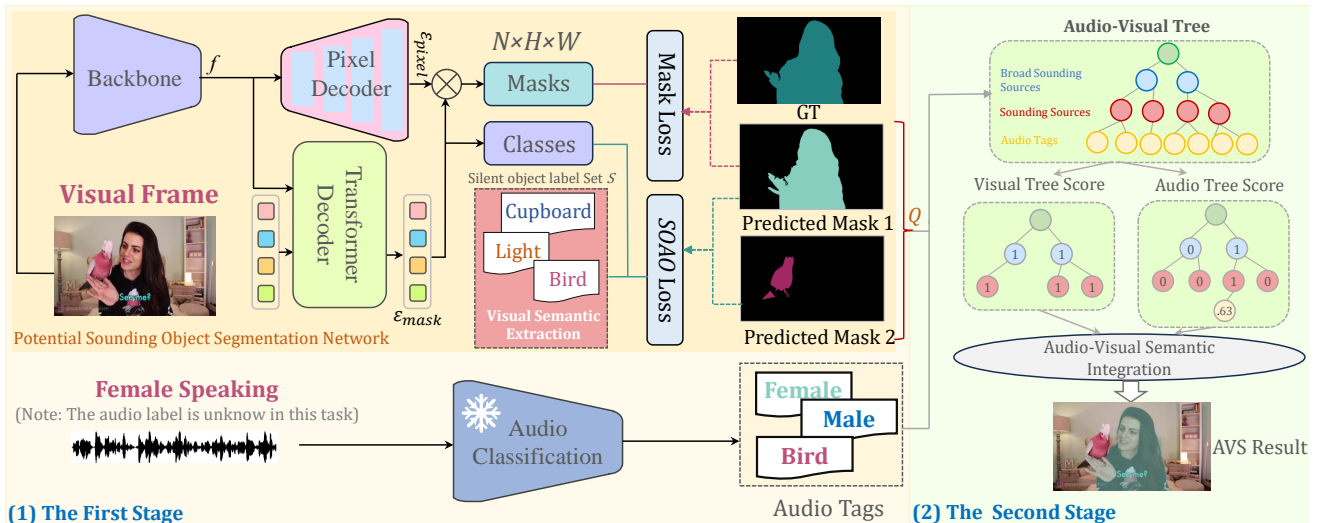 Backbone
f
Pixel
Decoder
ε_pixel
N×H×W
Masks
Classes
Mask Loss
GT
Predicted Mask 1
Predicted Mask 2
Q
Transformer
Decoder
ε_mask
Visual Frame
See me?
Silent object label Set 𝒮
Cupboard
Light
Bird
Visual Semantic
Extraction
SOAO Loss
Potential Sounding Object Segmentation Network
Female Speaking
(Note: The audio label is unknow in this task)
Audio
Classification
Female
Male
Bird
Audio Tags
(1) The First Stage
Audio-Visual Tree
Broad Sounding
Sources
Sounding Sources
Audio Tags
Visual Tree Score
Audio Tree Score
1 1
1 1 1
0 1
0 0 1 0
.63
Audio-Visual Semantic
Integration
See me?
AVS Result
(2) The Second Stage